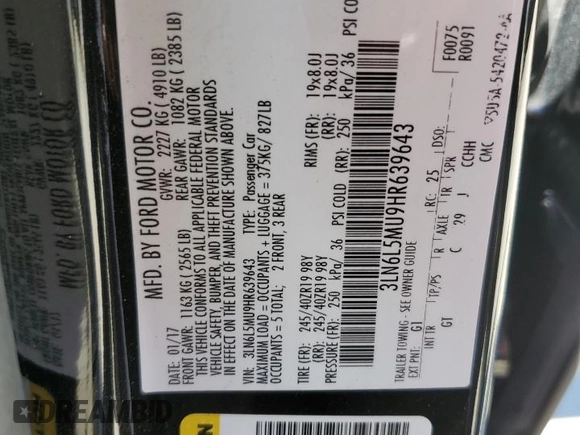 MFD. BY FORD MOTOR CO.
DATE: 01/17 GVWR: 2227 KG ( 4910 LB)
FRONT GAWR: 1163 KG ( 2565 LB) REAR GAWR: 1082 KG ( 2385 LB)
THIS VEHICLE CONFORMS TO ALL APPLICABLE FEDERAL MOTOR
VEHICLE SAFETY, BUMPER, AND THEFT PREVENTION STANDARDS
IN EFFECT ON THE DATE OF MANUFACTURE SHOWN ABOVE.
VIN: 3LN6L5MU9HR639643 TYPE: Passenger Car
MAXIMUM LOAD = OCCUPANTS + LUGGAGE = 375KG/ 827LB
OCCUPANTS = 5 TOTAL: 2 FRONT, 3 REAR
TIRE (FR): 245/40ZR19 98Y RIMS (FR): 19x8.0J
(RR): 245/40ZR19 98Y (RR): 19x8.0J
PRESSURE (FR): 250 kPa/ 36 PSI COLD (RR): 250 kPa/ 36 PSI COLD
3LN6L5MU9HR639643
TRAILER TOWING - SEE OWNER GUIDE
EXT PNT: G1 RC: 25 DSO: F0075
R0091
INT TR TP/PS R AXLE TR SPR
GT C 29 J CCHH
CMC
5U5A-5420472-AA
DREAMBID